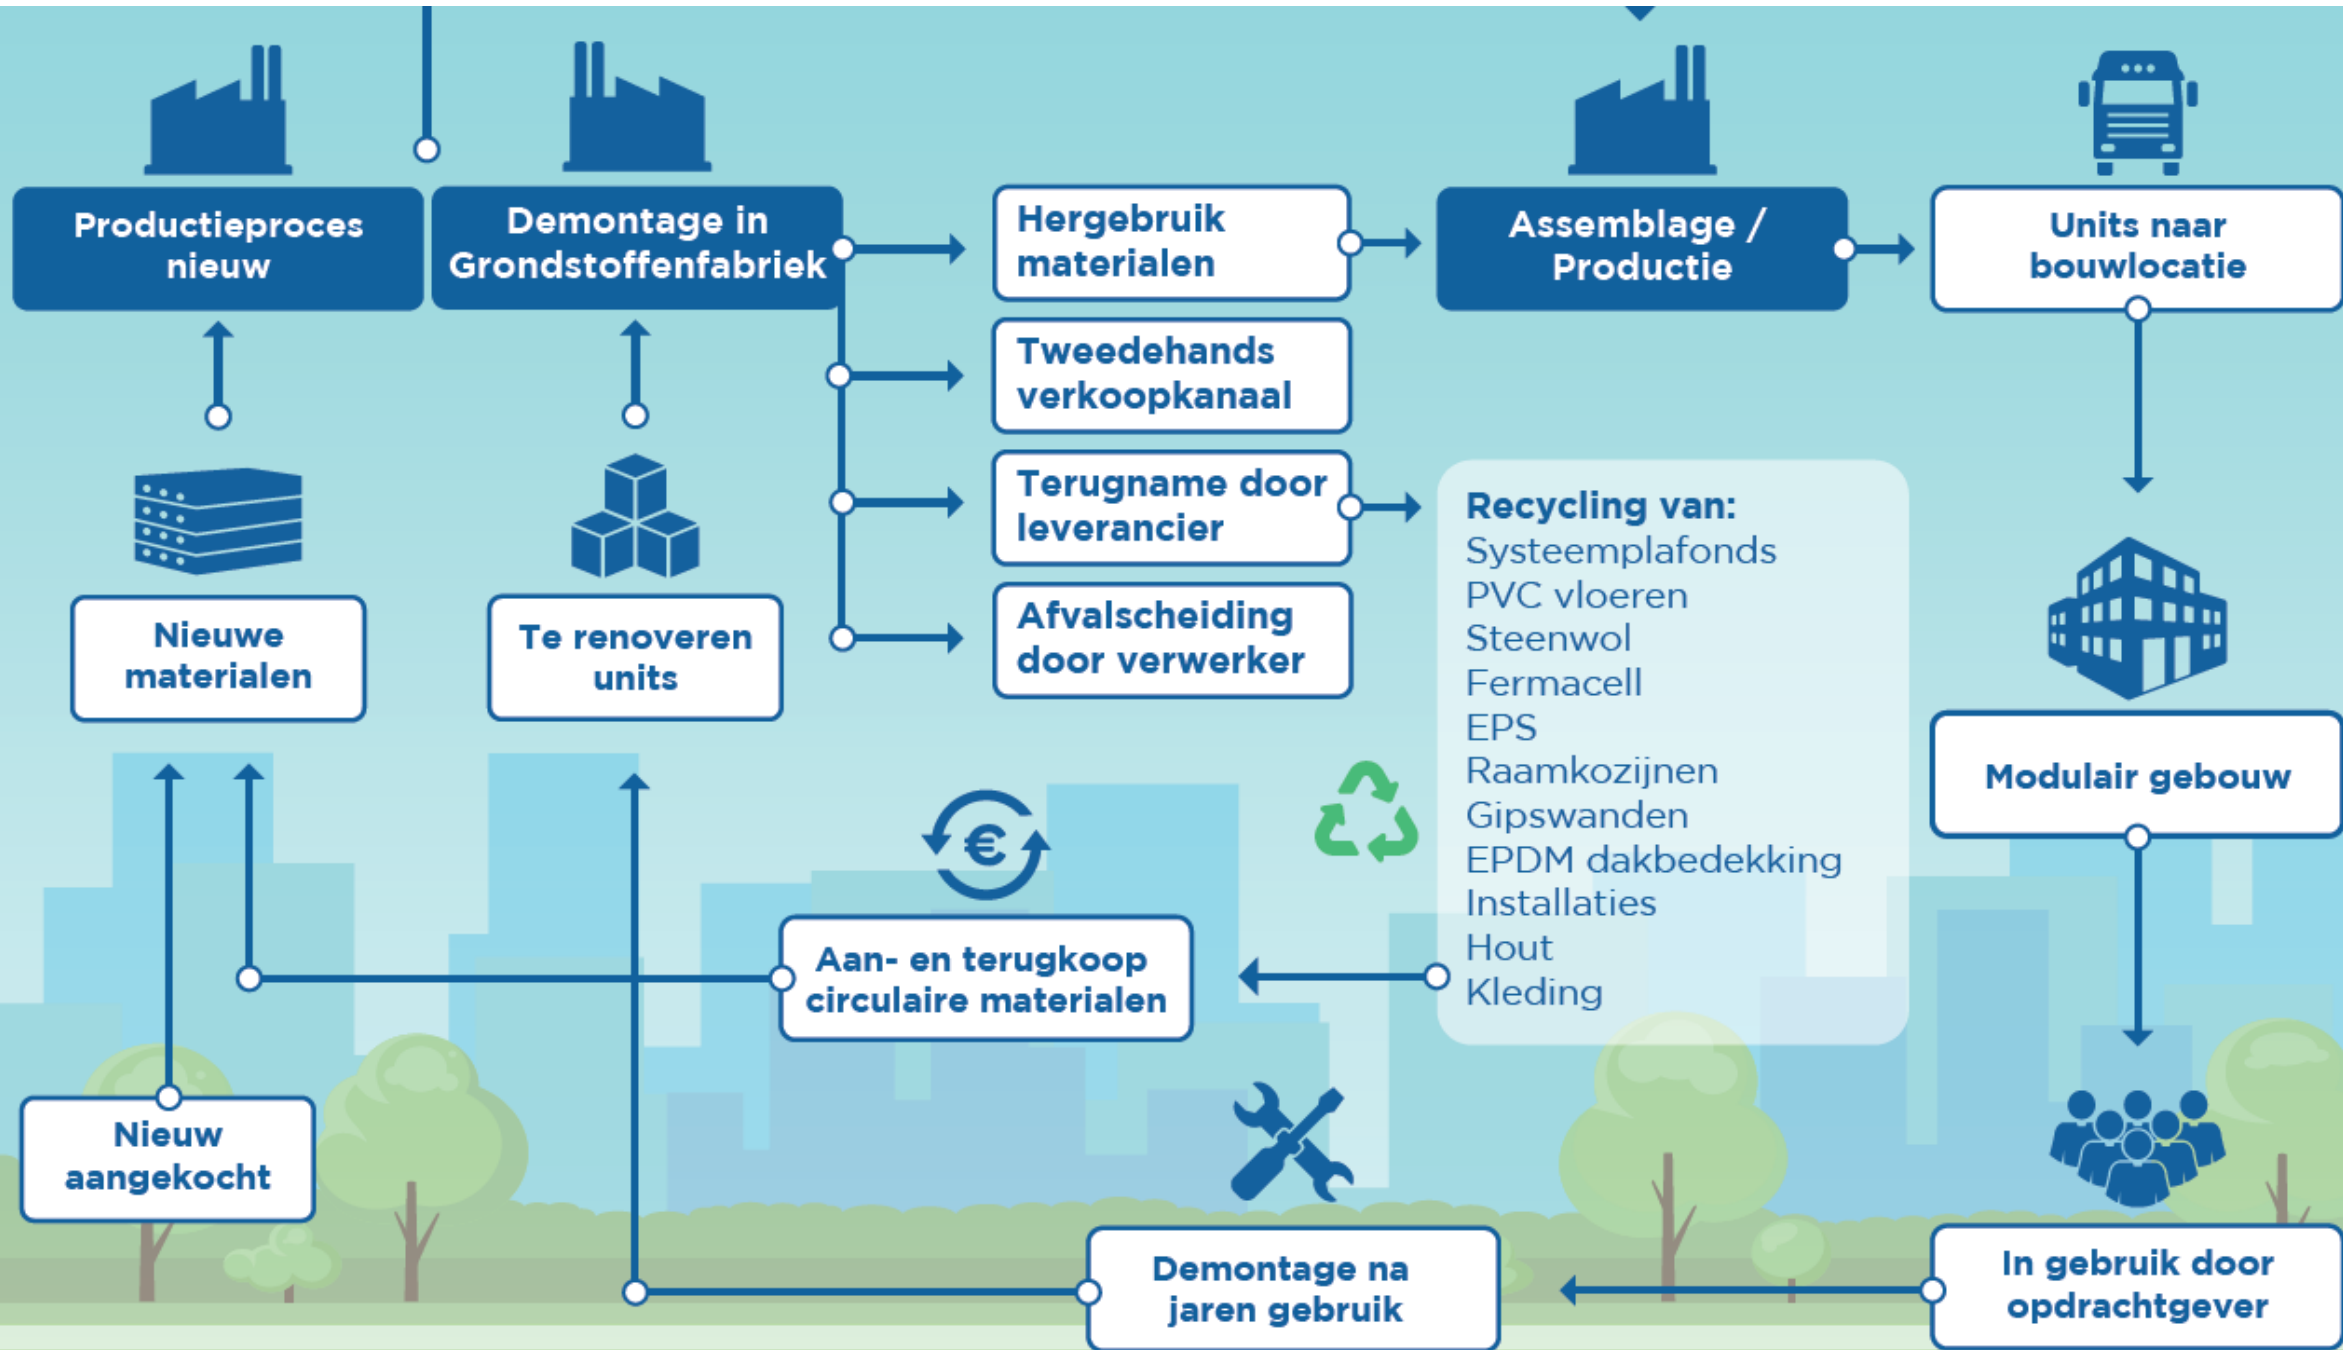 Productieproces
nieuw
Demontage in
Grondstoffenfabriek
Hergebruik
materialen
Assemblage /
Productie
Units naar
bouwlocatie
Tweedehands
verkoopkanaal
Terugname door
leverancier
Afvalscheiding
door verwerker
Nieuwe
materialen
Te renoveren
units
Recycling van:
Systeemplafonds
PVC vloeren
Steenwol
Fermacell
EPS
Raamkozijnen
Gipswanden
EPDM dakbedekking
Installaties
Hout
Kleding
Modulair gebouw
€
Aan- en terugkoop
circulaire materialen
Nieuw
aangekocht
Demontage na
jaren gebruik
In gebruik door
opdrachtgever